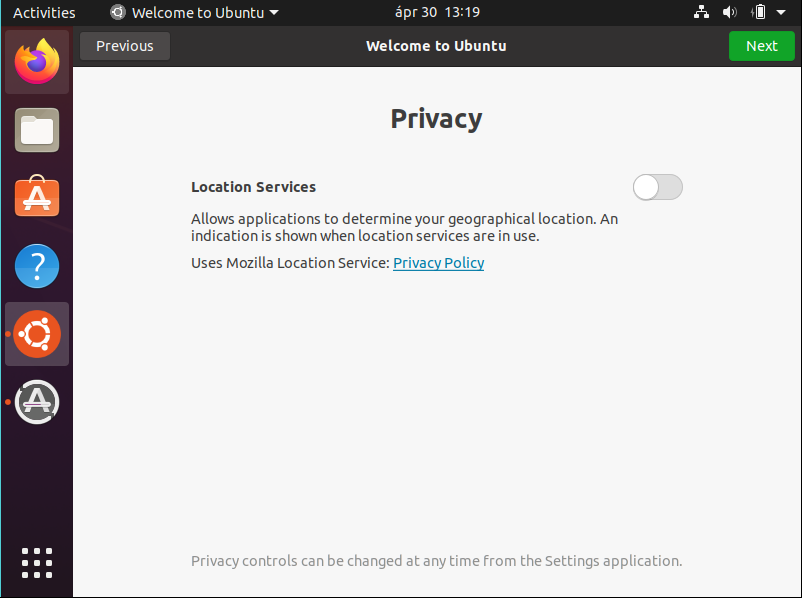 Activities
Welcome to Ubuntu
ápr 30 13:19
Previous
Welcome to Ubuntu
Next
Privacy
Location Services
Allows applications to determine your geographical location. An
indication is shown when location services are in use.
Uses Mozilla Location Service: Privacy Policy
Privacy controls can be changed at any time from the Settings application.